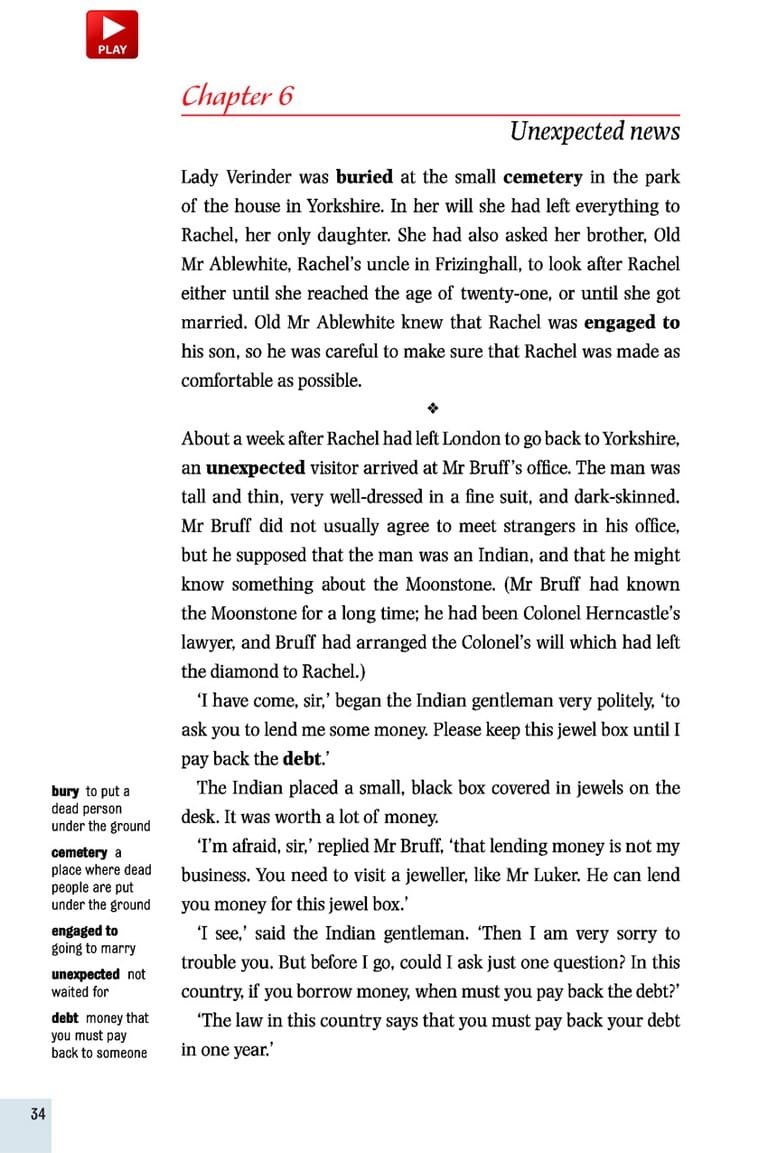 PLAY
Chapter 6
Unexpected news
Lady Verinder was buried at the small cemetery in the park
of the house in Yorkshire. In her will she had left everything to
Rachel, her only daughter. She had also asked her brother, Old
Mr Ablewhite, Rachel’s uncle in Frizinghall, to look after Rachel
either until she reached the age of twenty-one, or until she got
married. Old Mr Ablewhite knew that Rachel was engaged to
his son, so he was careful to make sure that Rachel was made as
comfortable as possible.
❖
About a week after Rachel had left London to go back to Yorkshire,
an unexpected visitor arrived at Mr Bruff’s office. The man was
tall and thin, very well-dressed in a fine suit, and dark-skinned.
Mr Bruff did not usually agree to meet strangers in his office,
but he supposed that the man was an Indian, and that he might
know something about the Moonstone. (Mr Bruff had known
the Moonstone for a long time; he had been Colonel Herncastle’s
lawyer, and Bruff had arranged the Colonel’s will which had left
the diamond to Rachel.)
‘I have come, sir,’ began the Indian gentleman very politely, ‘to
ask you to lend me some money. Please keep this jewel box until I
pay back the debt.’
The Indian placed a small, black box covered in jewels on the
desk. It was worth a lot of money.
‘I’m afraid, sir,’ replied Mr Bruff, ‘that lending money is not my
business. You need to visit a jeweller, like Mr Luker. He can lend
you money for this jewel box.’
‘I see,’ said the Indian gentleman. ‘Then I am very sorry to
trouble you. But before I go, could I ask just one question? In this
country, if you borrow money, when must you pay back the debt?’
‘The law in this country says that you must pay back your debt
in one year.’
bury to put a
dead person
under the ground
cemetery a
place where dead
people are put
under the ground
engaged to
going to marry
unexpected not
waited for
debt money that
you must pay
back to someone
34